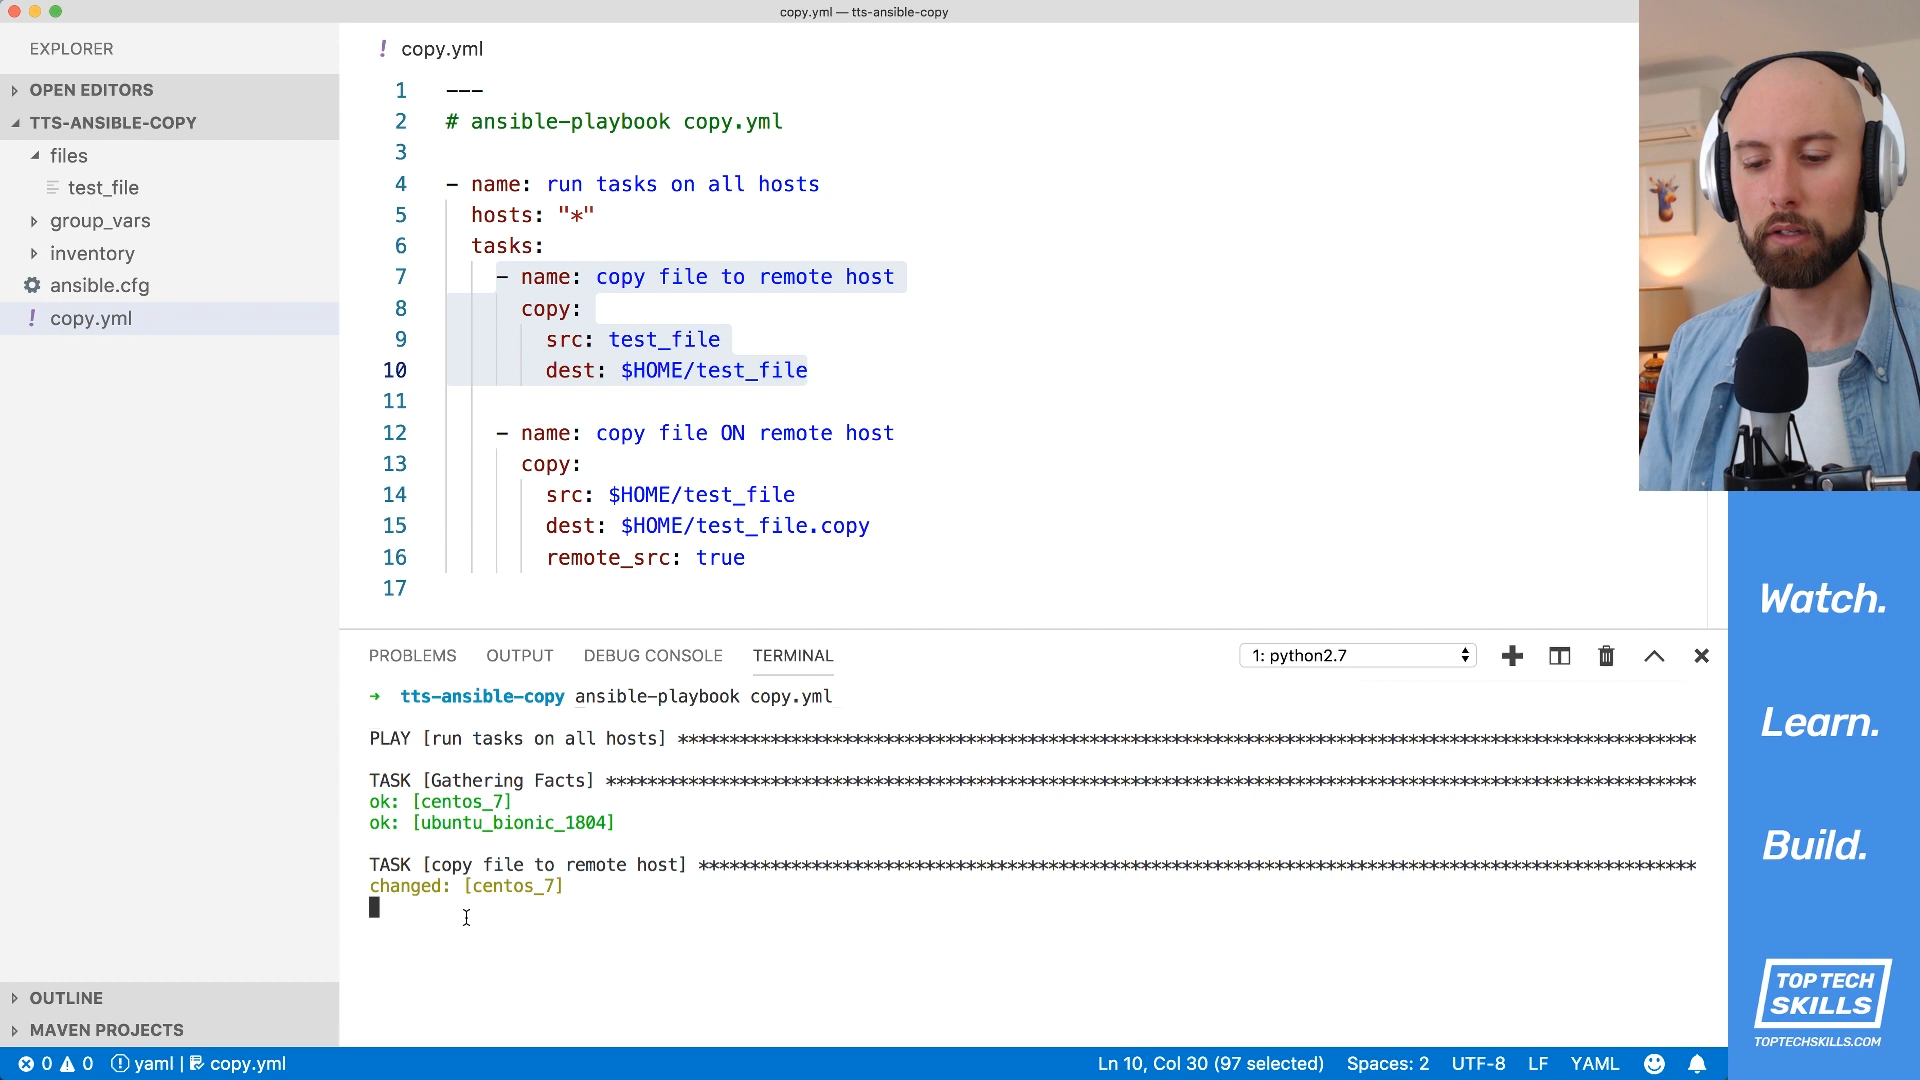 copy.yml — tts-ansible-copy
EXPLORER
OPEN EDITORS
TTS-ANSIBLE-COPY
files
test_file
group_vars
inventory
ansible.cfg
! copy.yml
OUTLINE
MAVEN PROJECTS
! copy.yml
1 ---
2 # ansible-playbook copy.yml
3
4 - name: run tasks on all hosts
5 hosts: "*"
6 tasks:
7 - name: copy file to remote host
8 copy:
9 src: test_file
10 dest: $HOME/test_file
11
12 - name: copy file ON remote host
13 copy:
14 src: $HOME/test_file
15 dest: $HOME/test_file.copy
16 remote_src: true
17
PROBLEMS OUTPUT DEBUG CONSOLE TERMINAL 1: python2.7
→ tts-ansible-copy ansible-playbook copy.yml
PLAY [run tasks on all hosts] ***************************************************************************************************
TASK [Gathering Facts] **********************************************************************************************************
ok: [centos_7]
ok: [ubuntu_bionic_1804]
TASK [copy file to remote host] *************************************************************************************************
changed: [centos_7]
Watch.
Learn.
Build.
TOP TECH
SKILLS
TOPTECHSKILLS.COM
0 0 yaml | copy.yml Ln 10, Col 30 (97 selected) Spaces: 2 UTF-8 LF YAML